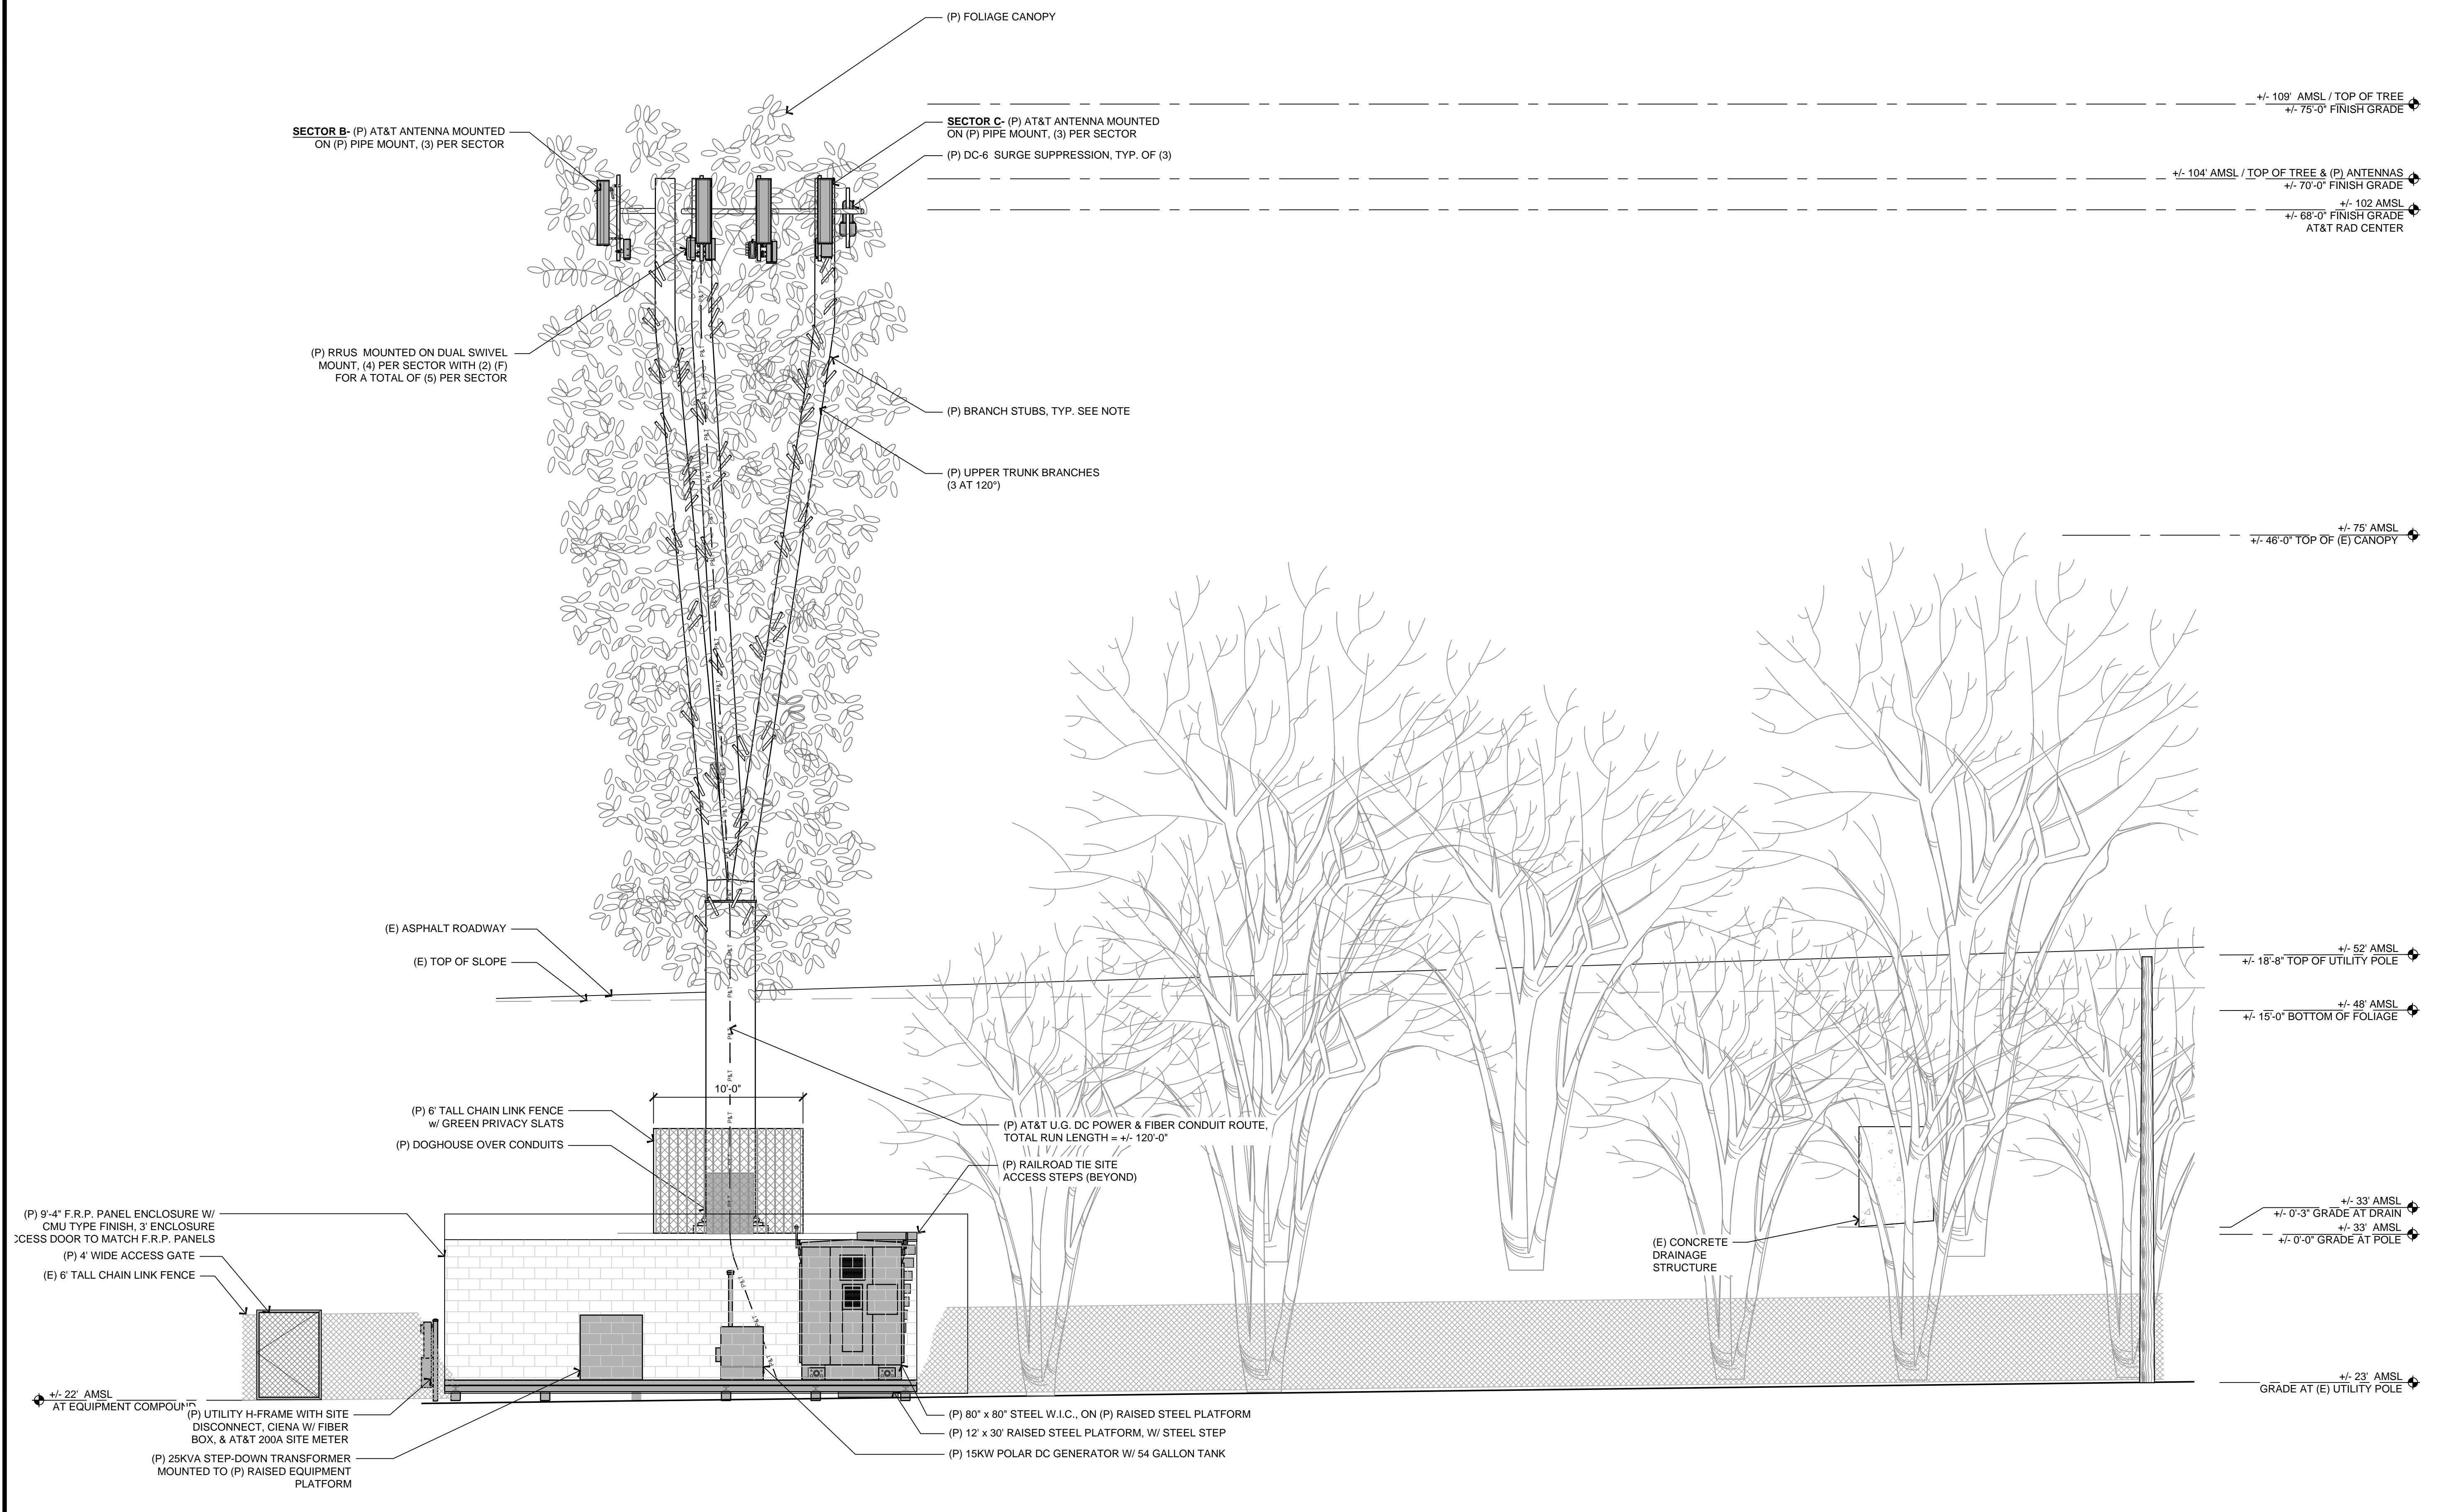 (P) FOLIAGE CANOPY
+/- 109' AMSL / TOP OF TREE
+/- 75'-0" FINISH GRADE
SECTOR B- (P) AT&T ANTENNA MOUNTED
ON (P) PIPE MOUNT, (3) PER SECTOR
SECTOR C- (P) AT&T ANTENNA MOUNTED
ON (P) PIPE MOUNT, (3) PER SECTOR
(P) DC-6 SURGE SUPPRESSION, TYP. OF (3)
+/- 104' AMSL / TOP OF TREE & (P) ANTENNAS
+/- 70'-0" FINISH GRADE
+/- 102 AMSL
+/- 68'-0" FINISH GRADE
AT&T RAD CENTER
(P) RRUS MOUNTED ON DUAL SWIVEL
MOUNT, (4) PER SECTOR WITH (2) (F)
FOR A TOTAL OF (5) PER SECTOR
(P) BRANCH STUBS, TYP. SEE NOTE
(P) UPPER TRUNK BRANCHES
(3 AT 120°)
+/- 75' AMSL
+/- 46'-0" TOP OF (E) CANOPY
(E) ASPHALT ROADWAY
(E) TOP OF SLOPE
+/- 52' AMSL
+/- 18'-8" TOP OF UTILITY POLE
+/- 48' AMSL
+/- 15'-0" BOTTOM OF FOLIAGE
10'-0"
(P) 6' TALL CHAIN LINK FENCE
w/ GREEN PRIVACY SLATS
(P) DOGHOUSE OVER CONDUITS
(P) AT&T U.G. DC POWER & FIBER CONDUIT ROUTE,
TOTAL RUN LENGTH = +/- 120'-0"
(P) RAILROAD TIE SITE
ACCESS STEPS (BEYOND)
(P) 9'-4" F.R.P. PANEL ENCLOSURE W/
CMU TYPE FINISH, 3' ENCLOSURE
CCESS DOOR TO MATCH F.R.P. PANELS
(P) 4' WIDE ACCESS GATE
(E) 6' TALL CHAIN LINK FENCE
+/- 33' AMSL
+/- 0'-3" GRADE AT DRAIN
+/- 33' AMSL
+/- 0'-0" GRADE AT POLE
(E) CONCRETE
DRAINAGE
STRUCTURE
+/- 22' AMSL
AT EQUIPMENT COMPOUND
+/- 23' AMSL
GRADE AT (E) UTILITY POLE
(P) UTILITY H-FRAME WITH SITE
DISCONNECT, CIENA W/ FIBER
BOX, & AT&T 200A SITE METER
(P) 25KVA STEP-DOWN TRANSFORMER
MOUNTED TO (P) RAISED EQUIPMENT
PLATFORM
(P) 80" x 80" STEEL W.I.C., ON (P) RAISED STEEL PLATFORM
(P) 12' x 30' RAISED STEEL PLATFORM, W/ STEEL STEP
(P) 15KW POLAR DC GENERATOR W/ 54 GALLON TANK
P&T
P&T
P&T
P&T
P&T
P&T
P&T
P&T